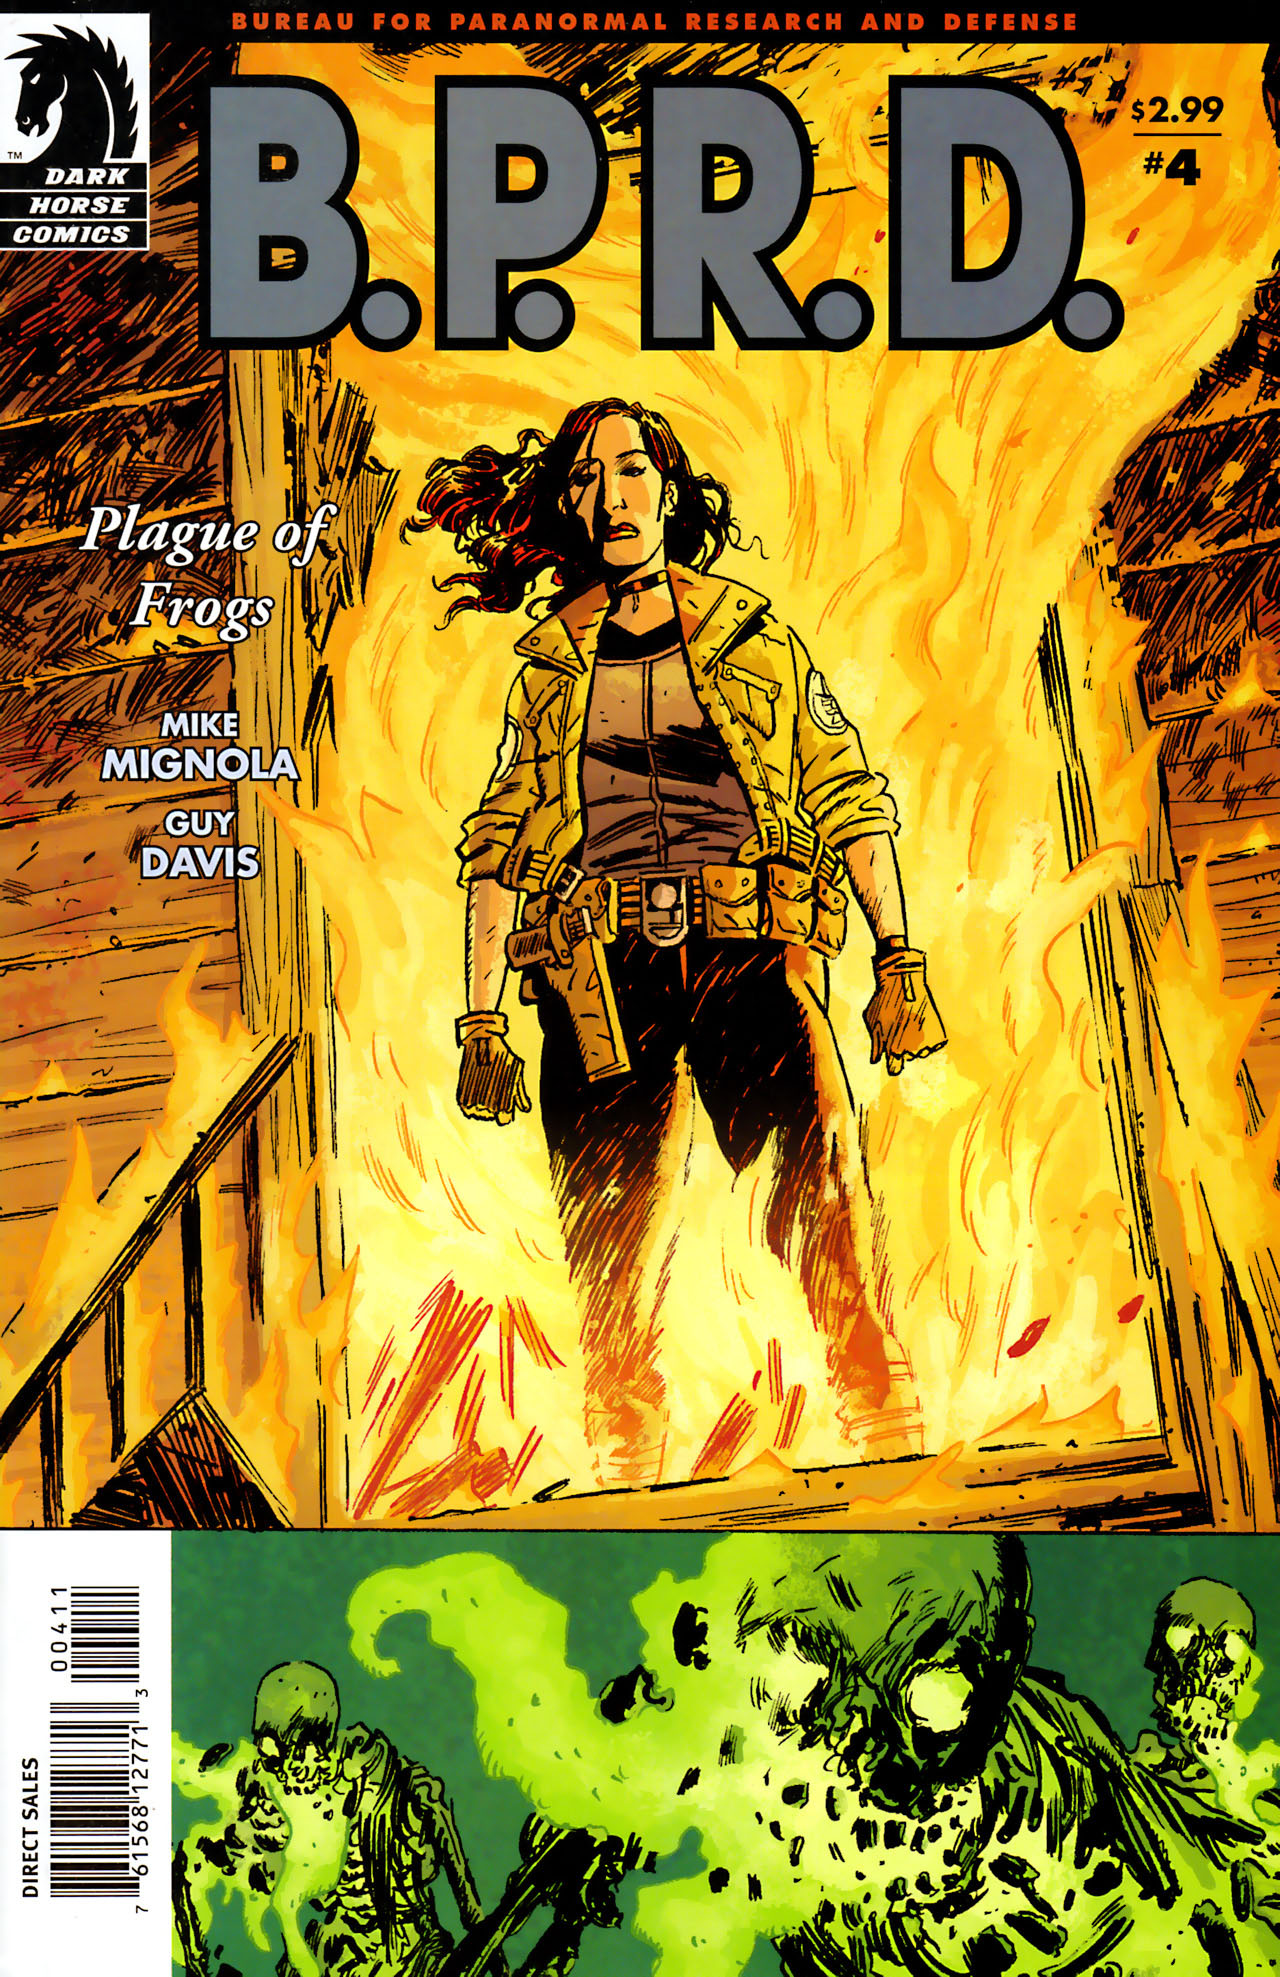 BUREAU FOR PARANORMAL RESEARCH AND DEFENSE
B.P.R.D.
$2.99
#4
TM
DARK
HORSE
COMICS
Plague of
Frogs
MIKE
MIGNOLA
GUY
DAVIS
DIRECT SALES
7 61568 12771 3
00411